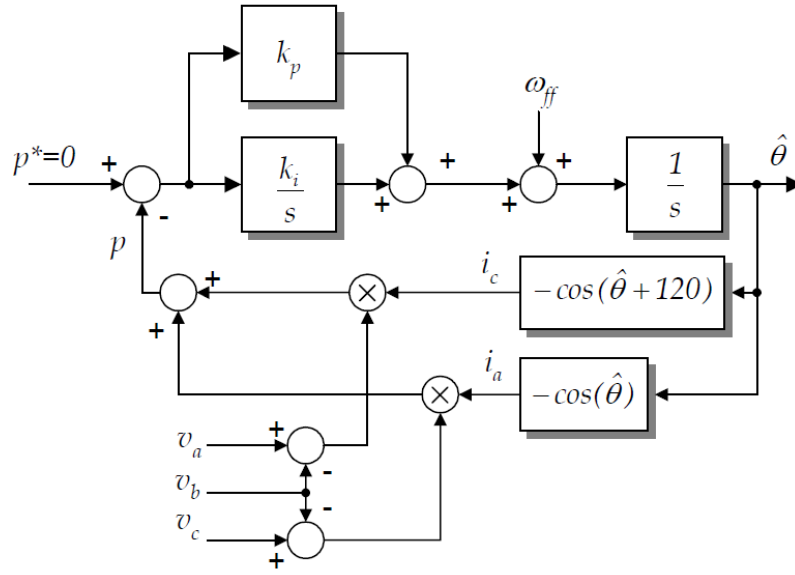 k_p
ω_ff
p*=0
+
-
k_i
s
+
+
+
+
1
s
θ̂
p
+
+
i_c
-cos(θ̂+120)
i_a
-cos(θ̂)
v_a
+
-
v_b
-
v_c
+